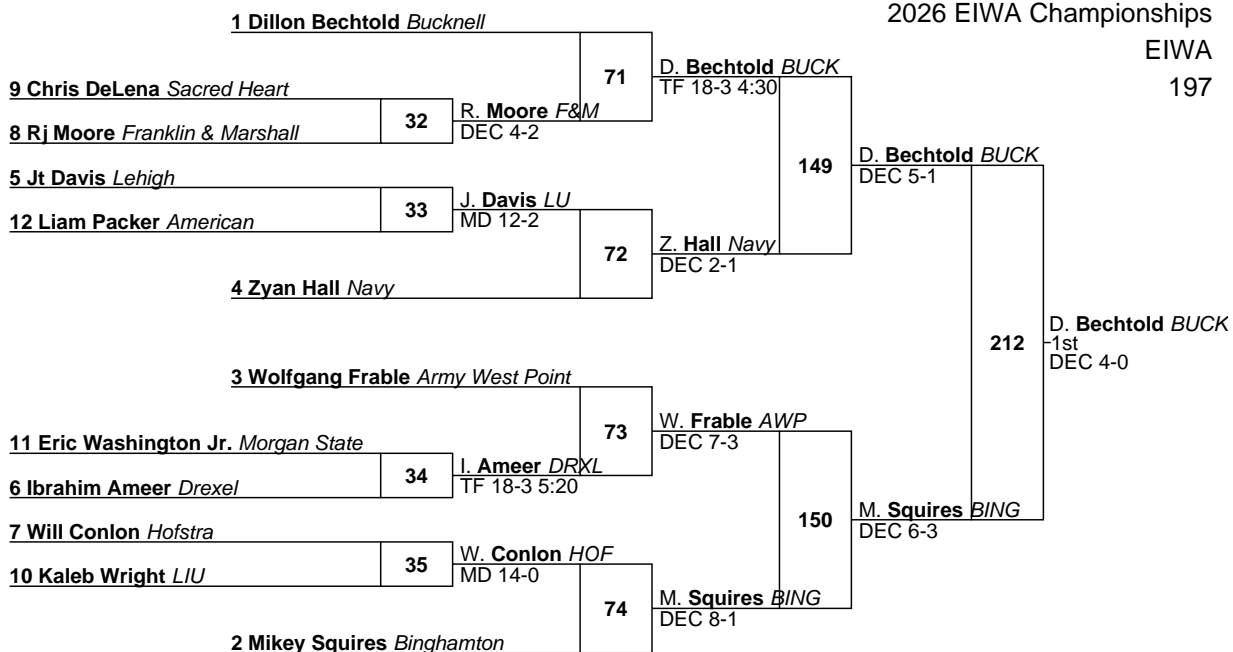 2026 EIWA Championships
EIWA
197
1 Dillon Bechtold Bucknell
71
D. Bechtold BUCK
TF 18-3 4:30
9 Chris DeLena Sacred Heart
32
R. Moore F&M
DEC 4-2
8 Rj Moore Franklin & Marshall
149
D. Bechtold BUCK
DEC 5-1
5 Jt Davis Lehigh
33
J. Davis LU
MD 12-2
12 Liam Packer American
72
Z. Hall Navy
DEC 2-1
4 Zyan Hall Navy
212
D. Bechtold BUCK
1st
DEC 4-0
3 Wolfgang Frable Army West Point
73
W. Frable AWP
DEC 7-3
11 Eric Washington Jr. Morgan State
34
I. Ameer DRXL
TF 18-3 5:20
6 Ibrahim Ameer Drexel
150
M. Squires BING
DEC 6-3
7 Will Conlon Hofstra
35
W. Conlon HOF
MD 14-0
10 Kaleb Wright LIU
74
M. Squires BING
DEC 8-1
2 Mikey Squires Binghamton